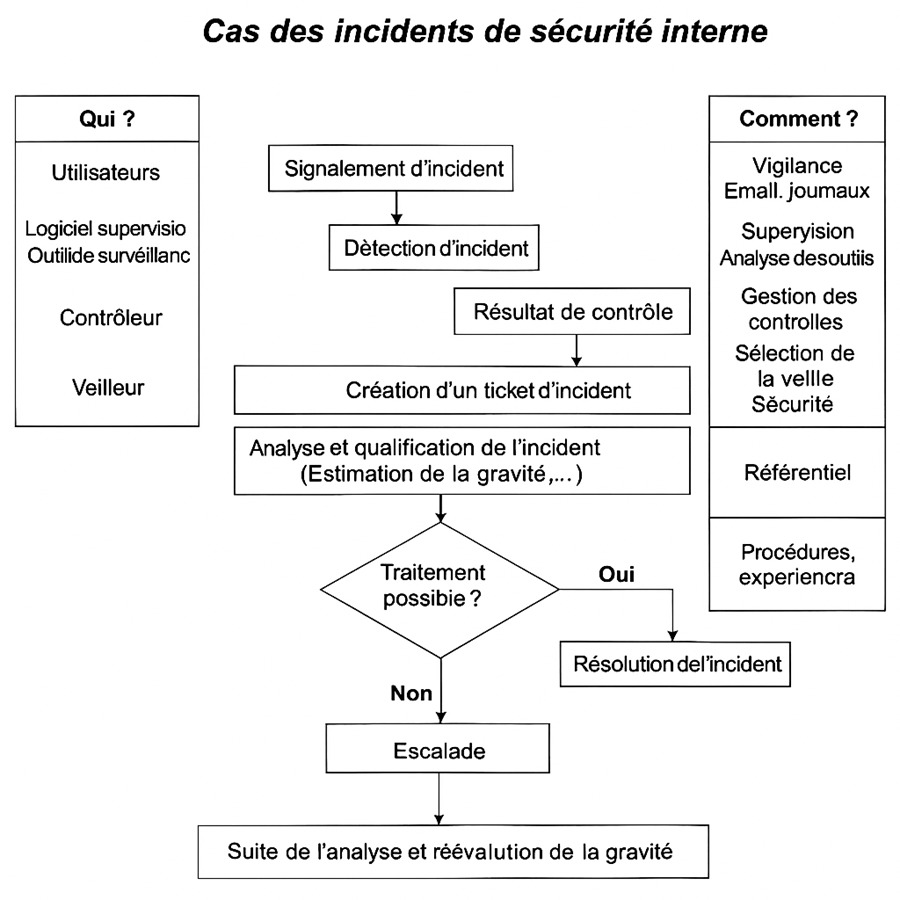 Cas des incidents de sécurité interne
Qui ?
Utilisateurs
Logiciel supervisio
Outilide survéillanc
Contrôleur
Veilleur
Signalement d'incident
Dètection d'incident
Résultat de contrôle
Création d'un ticket d'incident
Analyse et qualification de l'incident
(Estimation de la gravité,...)
Traitement
possibie ?
Oui
Résolution del'incident
Non
Escalade
Suite de l'analyse et réévalution de la gravité
Comment ?
Vigilance
Emall. joumaux
Superyision
Analyse desoutiis
Gestion des
controlles
Sélection de
la vellle
Sĕcurité
Référentiel
Procédures,
experiencra